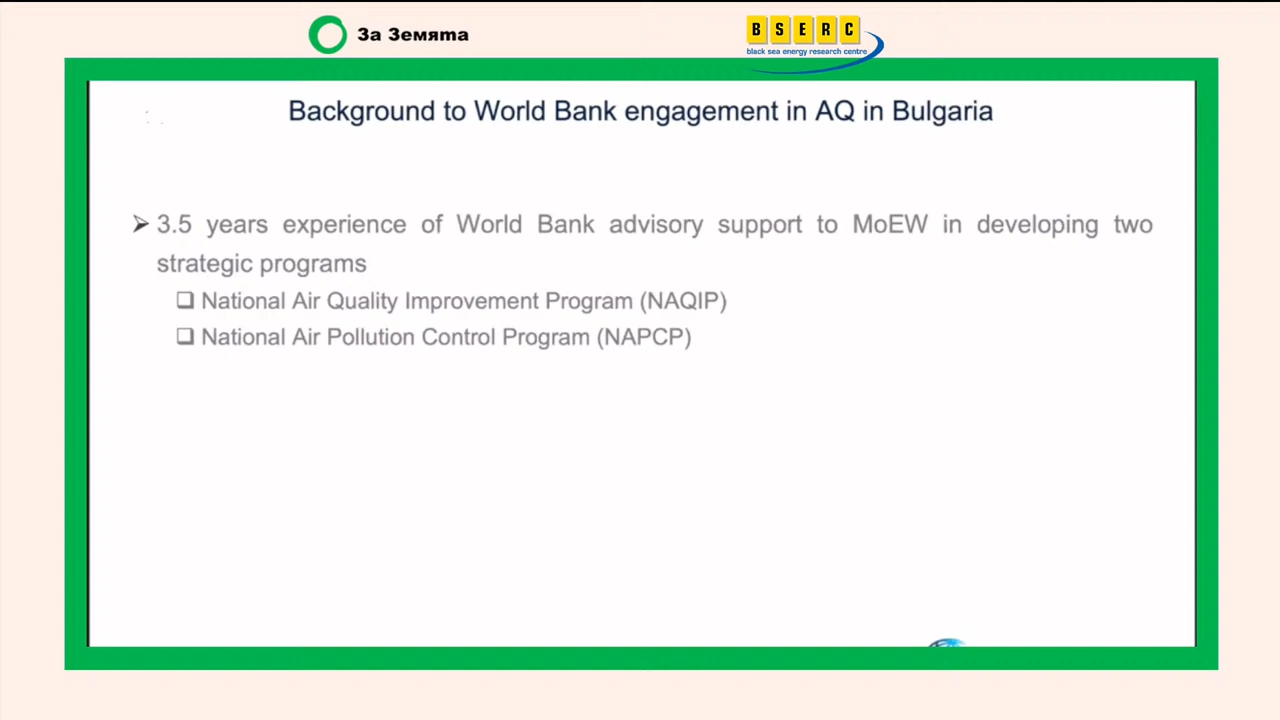 За Земята
BSERC
black sea energy research centre
Background to World Bank engagement in AQ in Bulgaria
3.5 years experience of World Bank advisory support to MoEW in developing two
strategic programs
National Air Quality Improvement Program (NAQIP)
National Air Pollution Control Program (NAPCP)